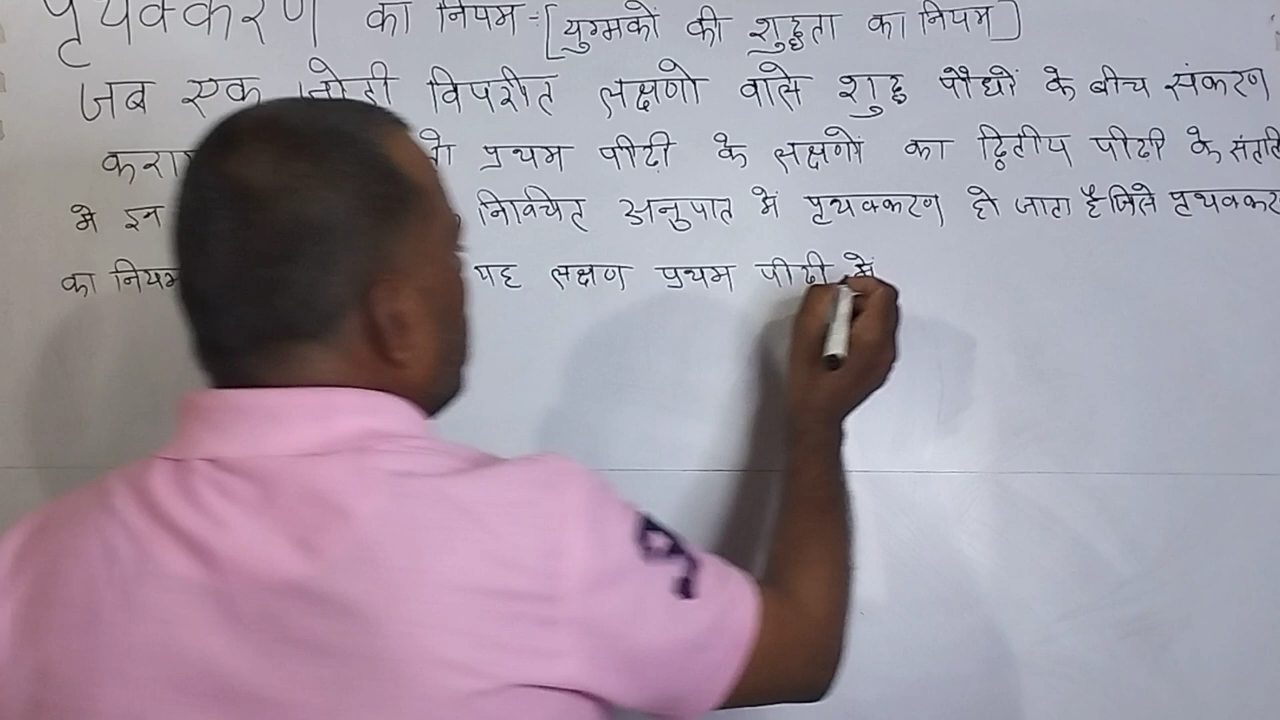 पृथक्करण का नियम :- [युग्मकों की शुद्धता का नियम]
जब एक जोड़ी विपरीत लक्षणो वाले शुद्ध पौधों के बीच संकरण
प्रथम पीढी के लक्षणों का द्वितीय पीढी के संतति
मे इन निश्चित अनुपात में पृथक्करण हो जाता है जिसे पृथक्कर
का नियम यह लक्षण प्रथम पीढी में